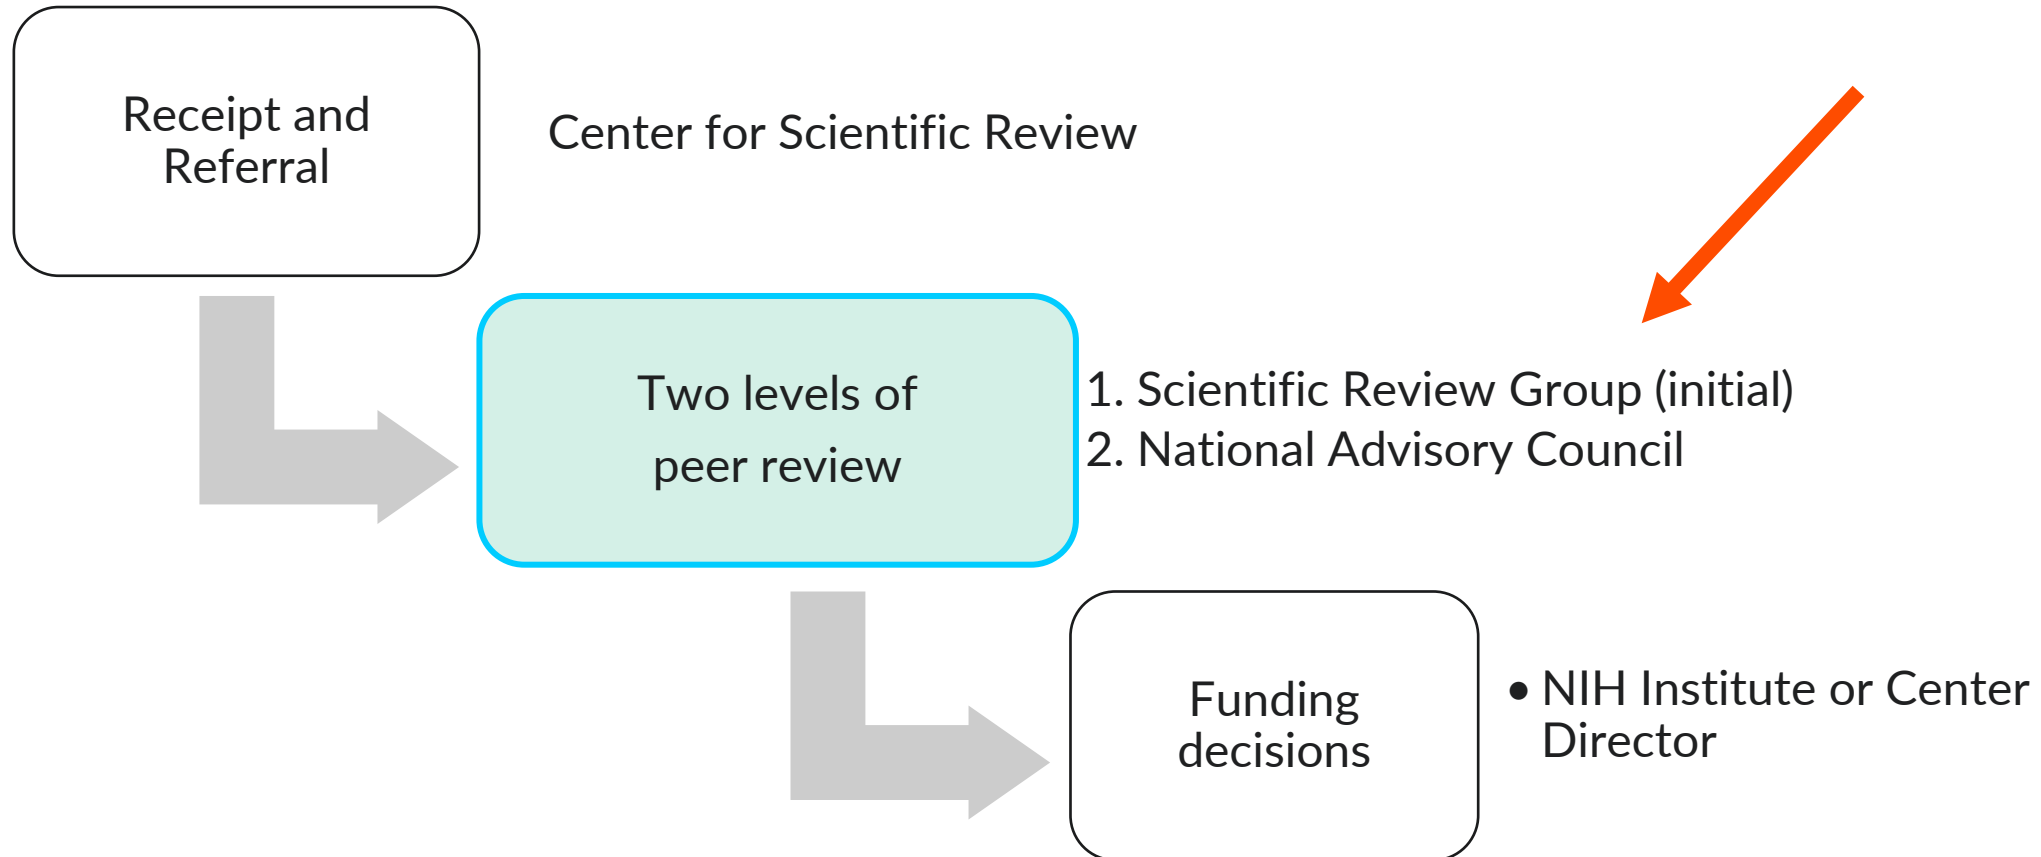 Receipt and
Referral
Center for Scientific Review
Two levels of
peer review
1. Scientific Review Group (initial)
2. National Advisory Council
Funding
decisions
• NIH Institute or Center
Director